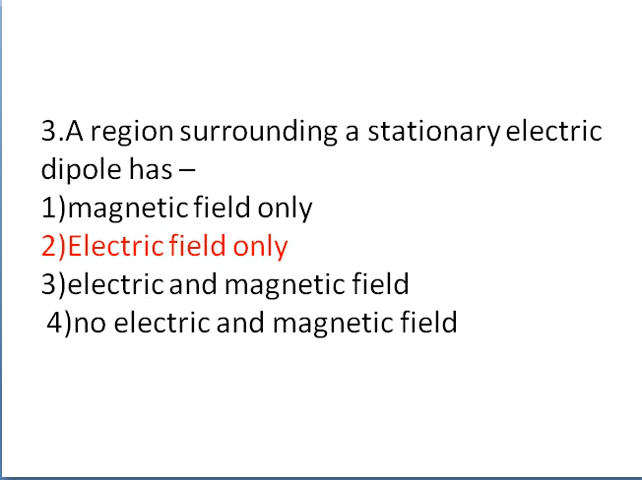 3.A region surrounding a stationary electric
dipole has –
1)magnetic field only
2)Electric field only
3)electric and magnetic field
4)no electric and magnetic field